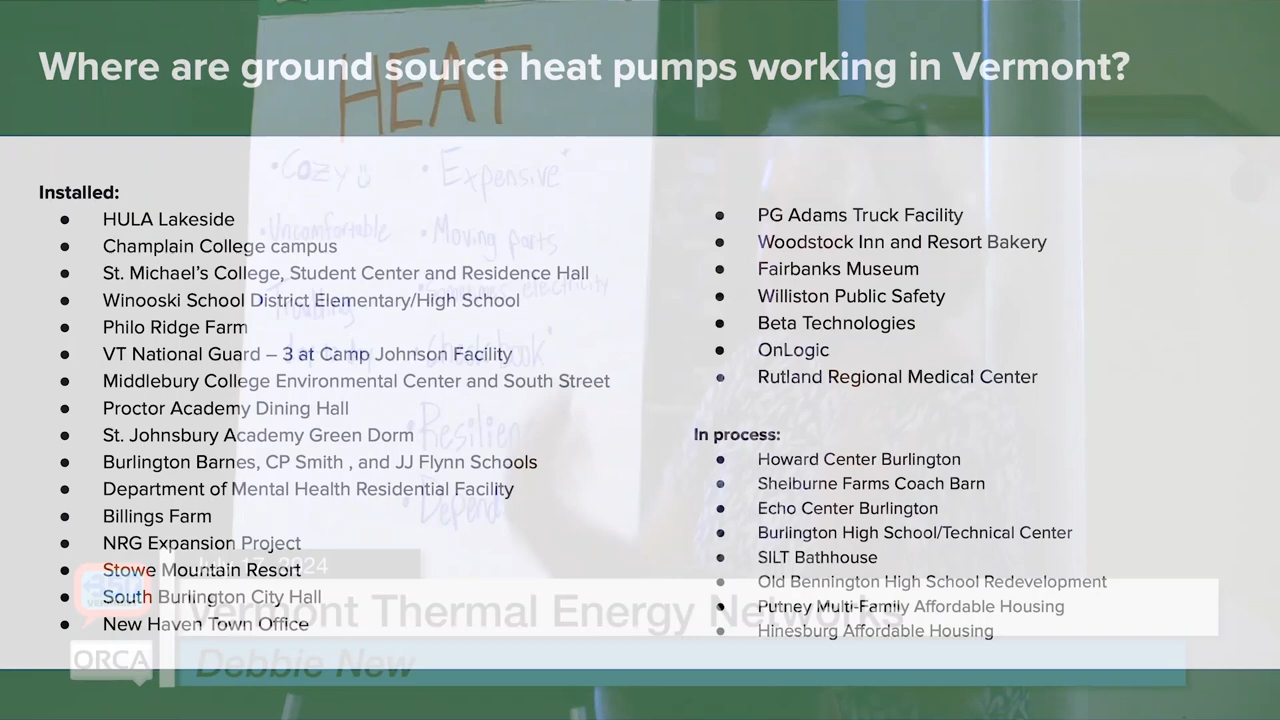 Where are ground source heat pumps working in Vermont?
HEAT
• Cozy
• Expensive
• Uncomfortable
• Moving parts
electricity
Installed:
● HULA Lakeside
● Champlain College campus
● St. Michael’s College, Student Center and Residence Hall
● Winooski School District Elementary/High School
● Philo Ridge Farm
● VT National Guard – 3 at Camp Johnson Facility
● Middlebury College Environmental Center and South Street
● Proctor Academy Dining Hall
● St. Johnsbury Academy Green Dorm
● Burlington Barnes, CP Smith , and JJ Flynn Schools
● Department of Mental Health Residential Facility
● Billings Farm
● NRG Expansion Project
● Stowe Mountain Resort
● South Burlington City Hall
● New Haven Town Office
● PG Adams Truck Facility
● Woodstock Inn and Resort Bakery
● Fairbanks Museum
● Williston Public Safety
● Beta Technologies
● OnLogic
● Rutland Regional Medical Center
In process:
● Howard Center Burlington
● Shelburne Farms Coach Barn
● Echo Center Burlington
● Burlington High School/Technical Center
● SILT Bathhouse
● Old Bennington High School Redevelopment
● Putney Multi-Family Affordable Housing
● Hinesburg Affordable Housing
July 17, 2024
Vermont Thermal Energy Networks
Debbie New
ORCA